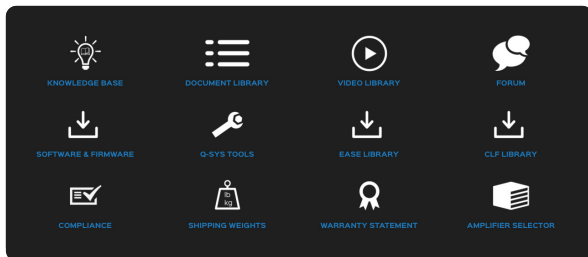 KNOWLEDGE BASE
DOCUMENT LIBRARY
VIDEO LIBRARY
FORUM
SOFTWARE & FIRMWARE
Q-SYS TOOLS
EASE LIBRARY
CLF LIBRARY
lb
kg
COMPLIANCE
SHIPPING WEIGHTS
WARRANTY STATEMENT
AMPLIFIER SELECTOR